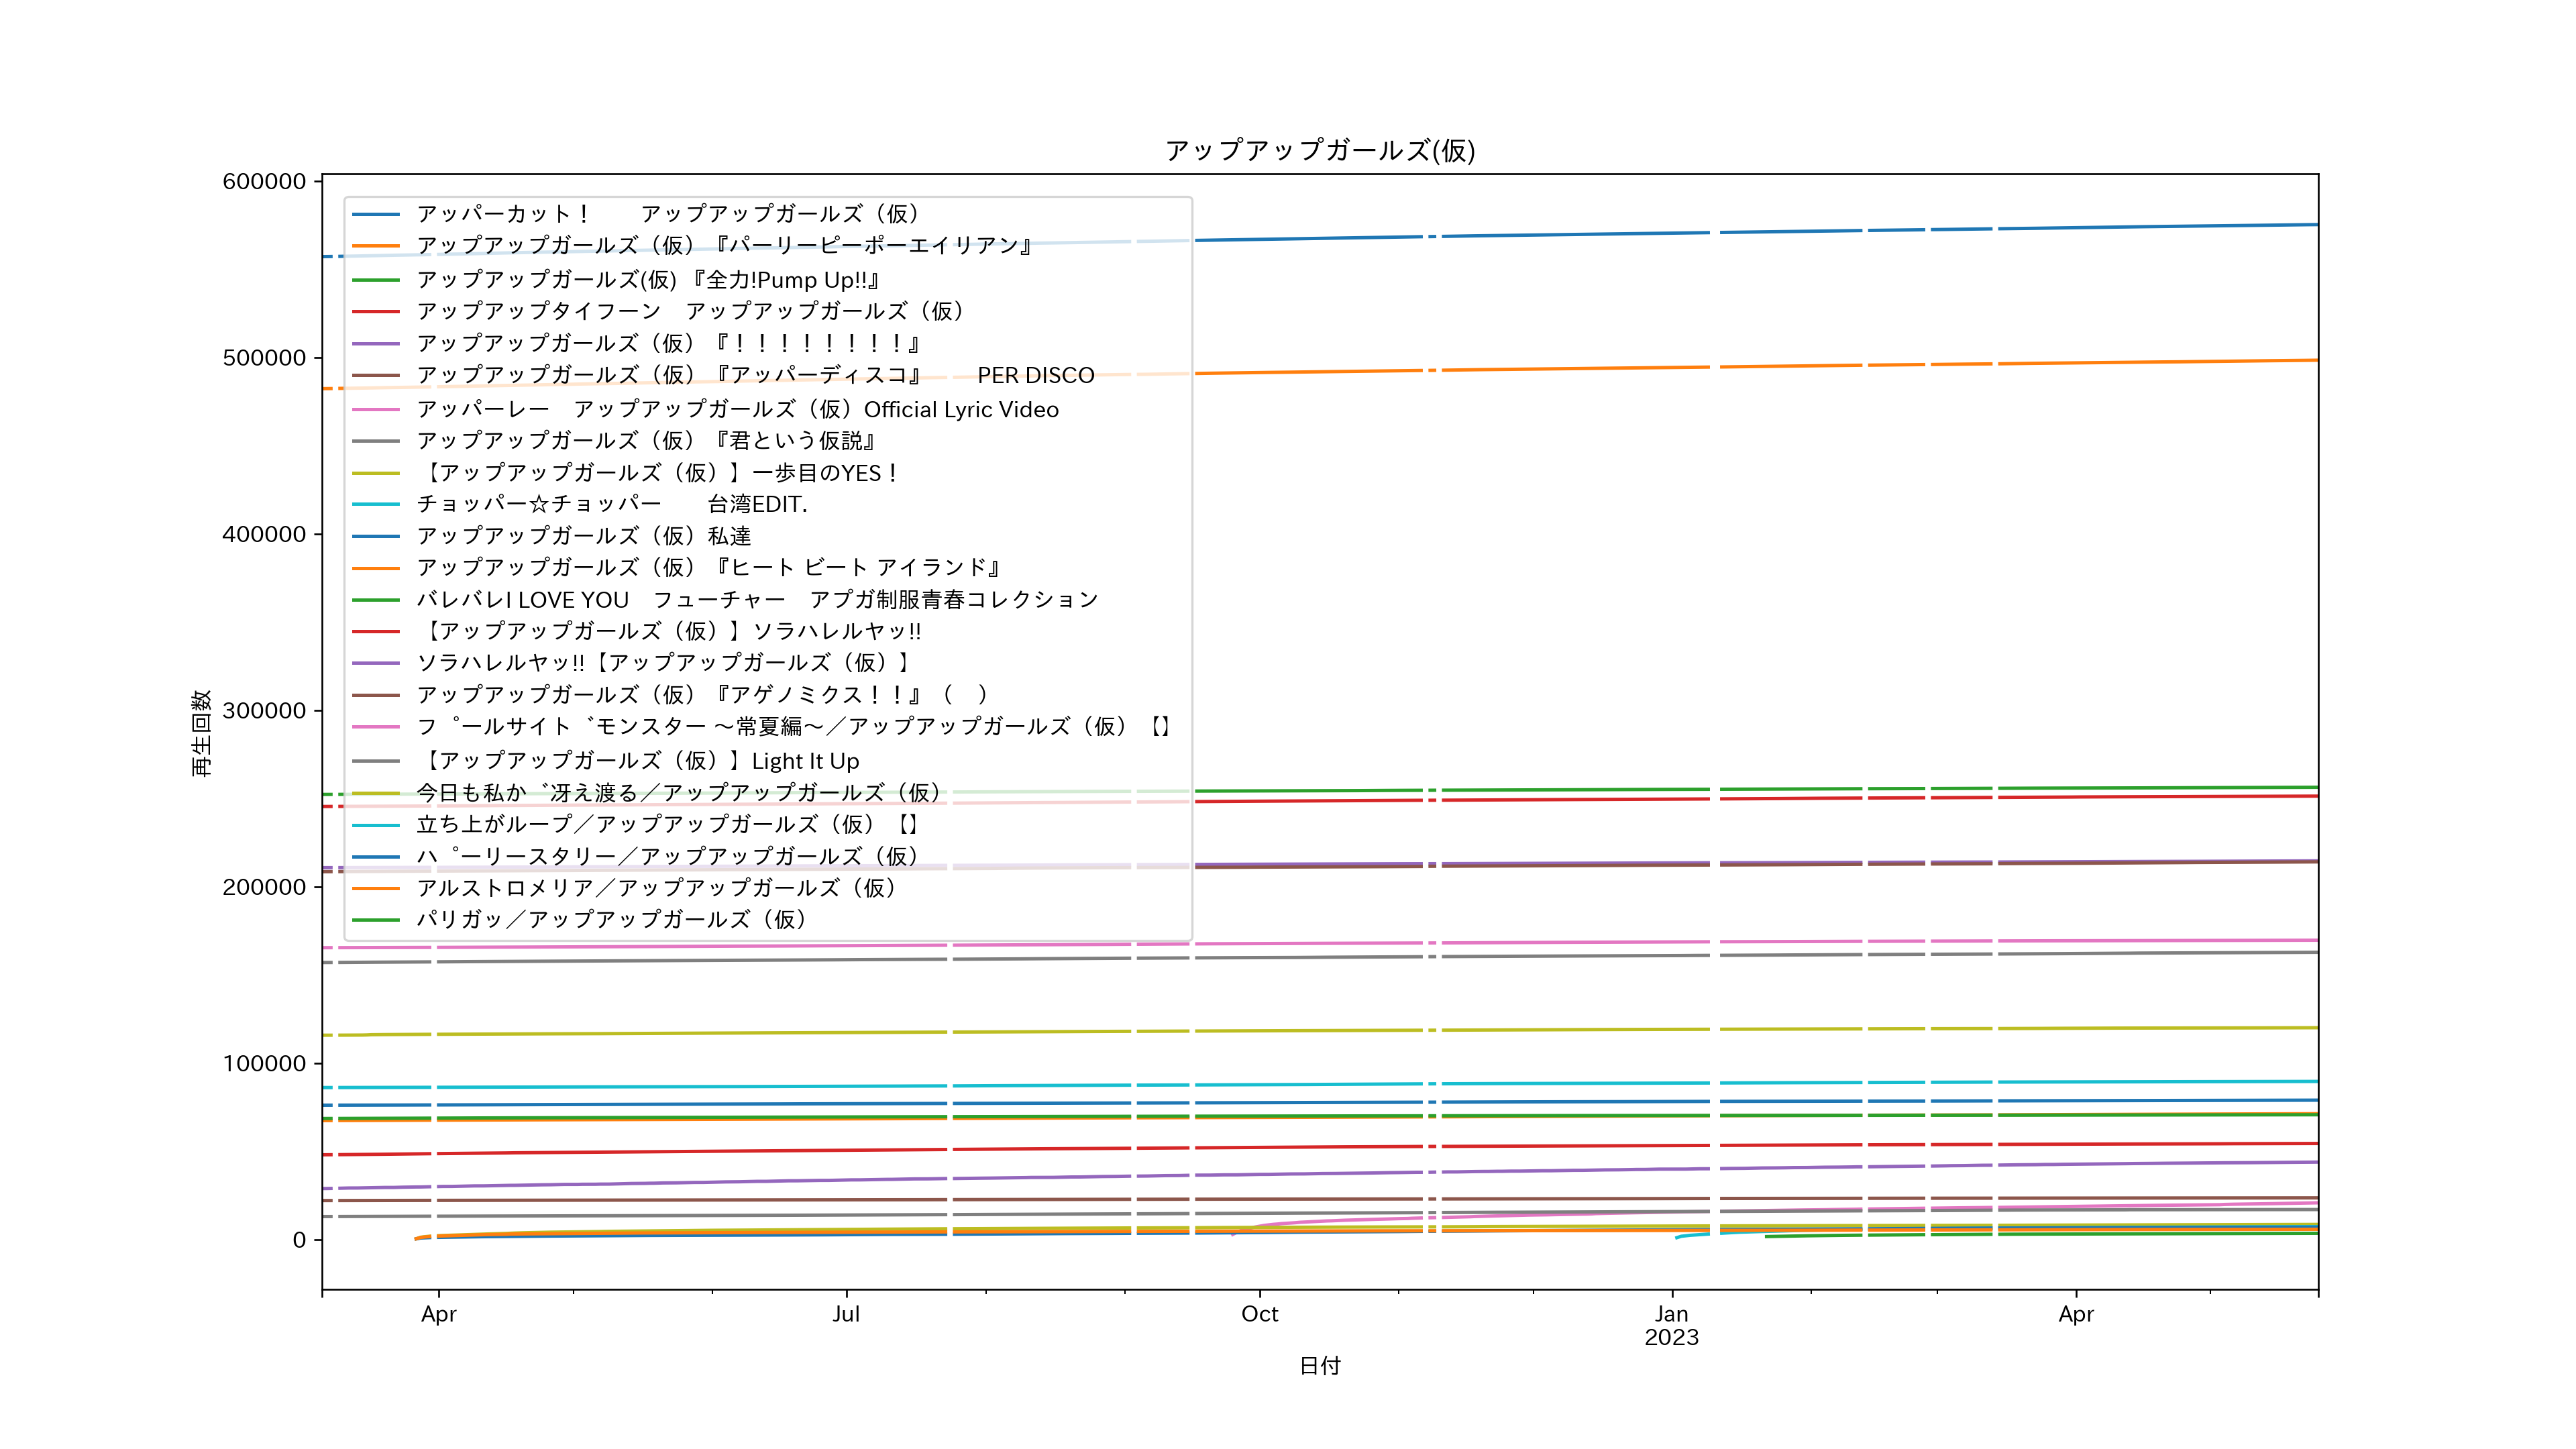 アップアップガールズ(仮)
600000
500000
400000
300000
200000
100000
0
再生回数
アッパーカット！　　アップアップガールズ（仮）
アップアップガールズ（仮）『パーリーピーポーエイリアン』
アップアップガールズ(仮) 『全力!Pump Up!!』
アップアップタイフーン　アップアップガールズ（仮）
アップアップガールズ（仮）『！！！！！！！！』
アップアップガールズ（仮）『アッパーディスコ』　　PER DISCO
アッパーレー　アップアップガールズ（仮）Official Lyric Video
アップアップガールズ（仮）『君という仮説』
【アップアップガールズ（仮）】一歩目のYES！
チョッパー☆チョッパー　　台湾EDIT.
アップアップガールズ（仮）私達
アップアップガールズ（仮）『ヒート ビート アイランド』
バレバレI LOVE YOU　フューチャー　アプガ制服青春コレクション
【アップアップガールズ（仮）】ソラハレルヤッ!!
ソラハレルヤッ!!【アップアップガールズ（仮）】
アップアップガールズ（仮）『アゲノミクス！！』（　）
フ゜ールサイト゛モンスター ～常夏編～／アップアップガールズ（仮）【】
【アップアップガールズ（仮）】Light It Up
今日も私か゛冴え渡る／アップアップガールズ（仮）
立ち上がループ／アップアップガールズ（仮）【】
ハ゜ーリースタリー／アップアップガールズ（仮）
アルストロメリア／アップアップガールズ（仮）
パリガッ／アップアップガールズ（仮）
Apr
Jul
Oct
Jan
2023
Apr
日付